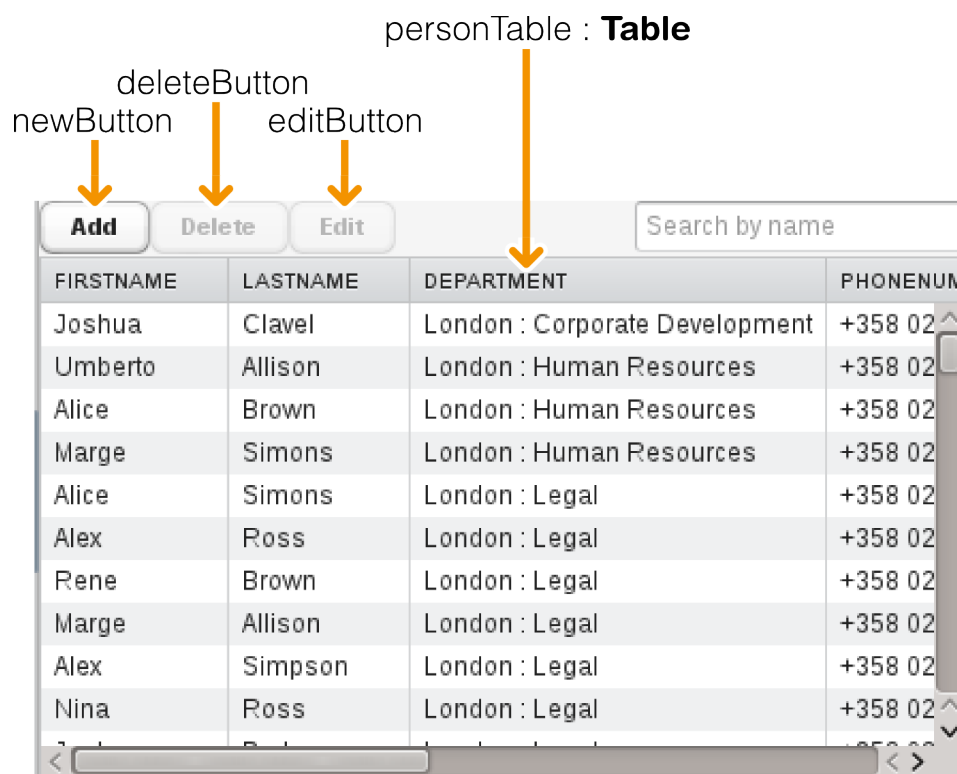 personTable : Table
deleteButton
newButton editButton
Add Delete Edit Search by name
FIRSTNAME LASTNAME DEPARTMENT PHONENUM
Joshua Clavel London : Corporate Development +358 02
Umberto Allison London : Human Resources +358 02
Alice Brown London : Human Resources +358 02
Marge Simons London : Human Resources +358 02
Alice Simons London : Legal +358 02
Alex Ross London : Legal +358 02
Rene Brown London : Legal +358 02
Marge Allison London : Legal +358 02
Alex Simpson London : Legal +358 02
Nina Ross London : Legal +358 02